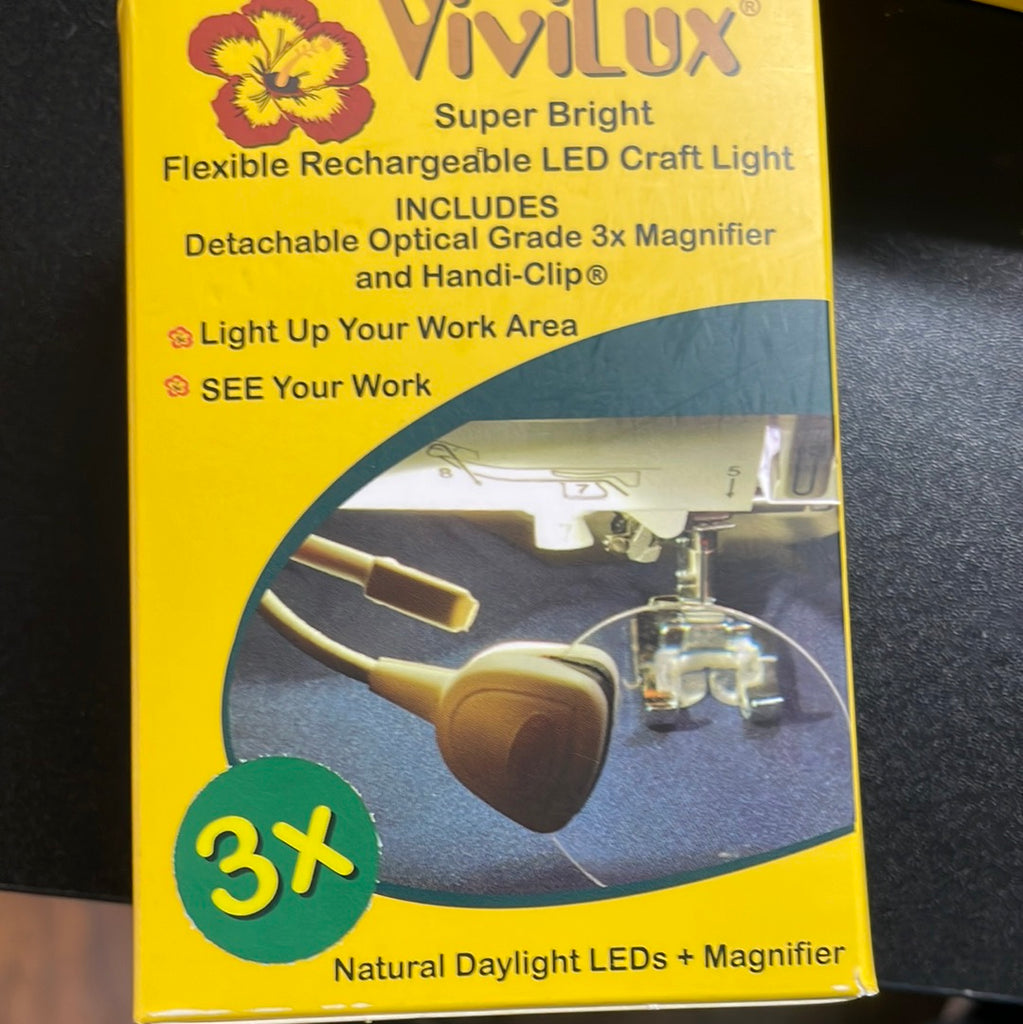 ViviLux®
Super Bright
Flexible Rechargeable LED Craft Light
INCLUDES
Detachable Optical Grade 3x Magnifier
and Handi-Clip®
Light Up Your Work Area
SEE Your Work
8
7
5
7
3x
Natural Daylight LEDs + Magnifier